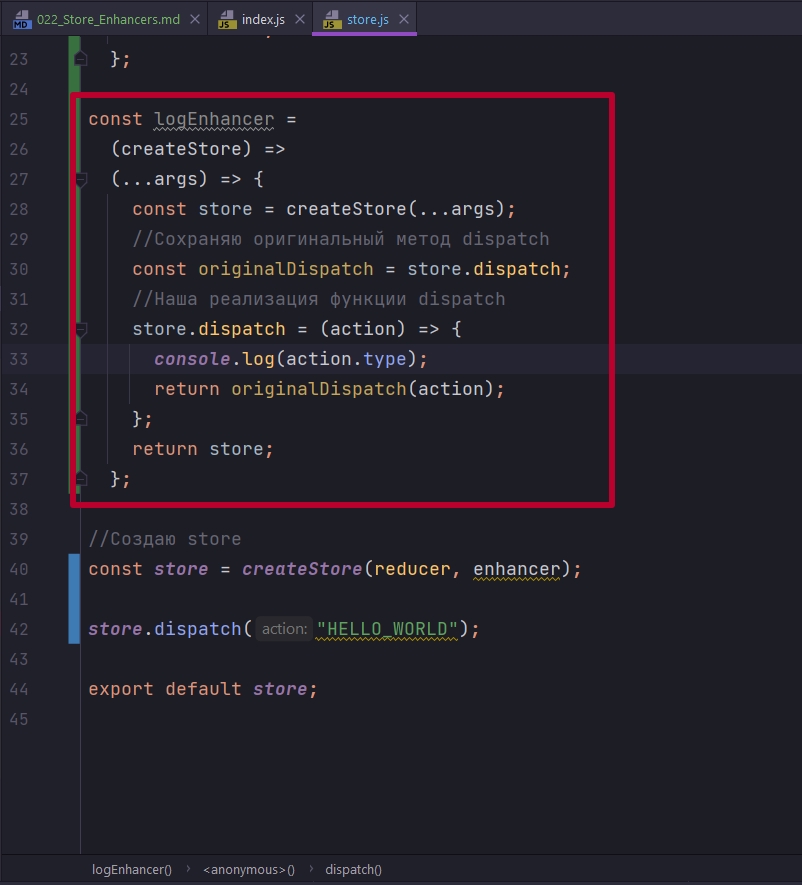 022_Store_Enhancers.md index.js store.js
23 };
24
25 const logEnhancer =
26 (createStore) =>
27 (...args) => {
28 const store = createStore(...args);
29 //Сохраняю оригинальный метод dispatch
30 const originalDispatch = store.dispatch;
31 //Наша реализация функции dispatch
32 store.dispatch = (action) => {
33 console.log(action.type);
34 return originalDispatch(action);
35 };
36 return store;
37 };
38
39 //Создаю store
40 const store = createStore(reducer, enhancer);
41
42 store.dispatch( action: "HELLO_WORLD");
43
44 export default store;
45
logEnhancer() › <anonymous>() › dispatch()